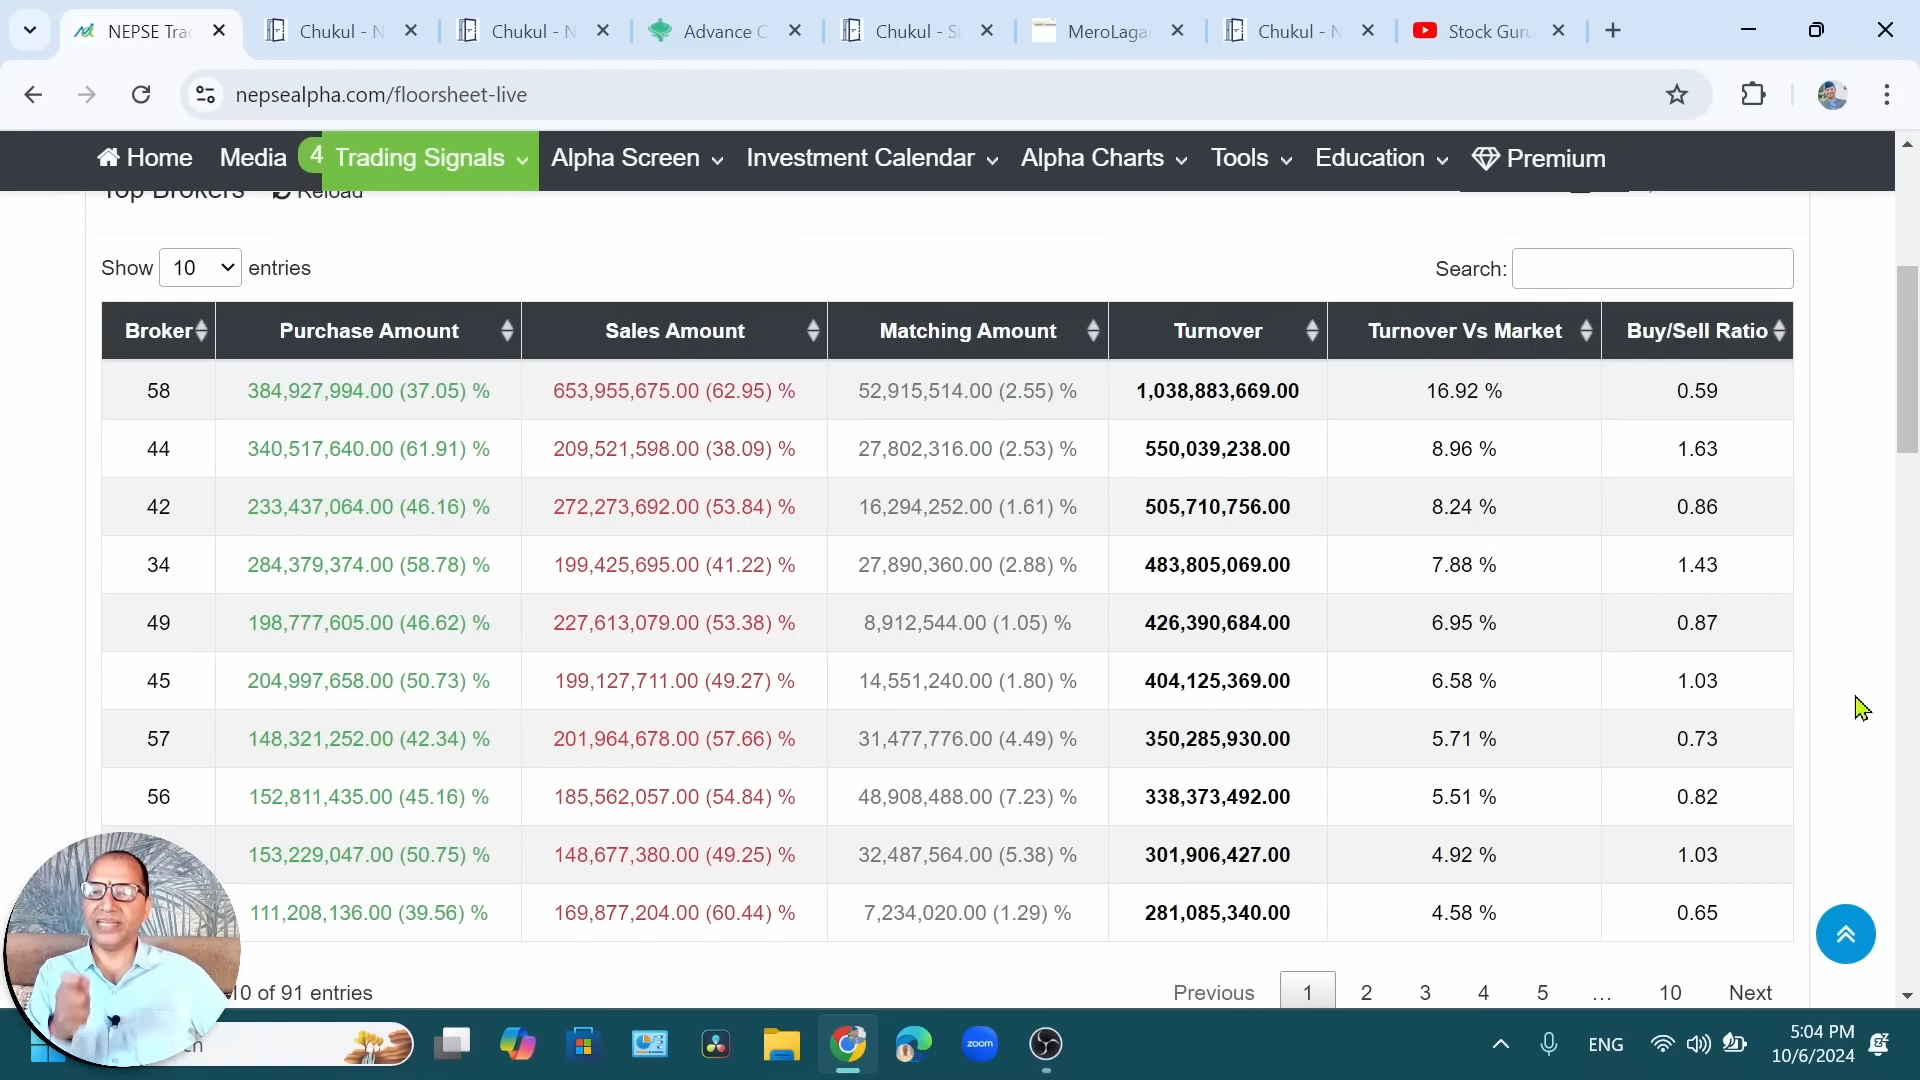 NEPSE Tra
Chukul - N
Chukul - N
Advance C
Chukul - S
MeroLaga
Chukul - N
Stock Guru
nepsealpha.com/floorsheet-live
Home Media 4 Trading Signals Alpha Screen Investment Calendar Alpha Charts Tools Education Premium
Top Brokers Reload
Show 10 entries Search:
Broker Purchase Amount Sales Amount Matching Amount Turnover Turnover Vs Market Buy/Sell Ratio
58 384,927,994.00 (37.05) % 653,955,675.00 (62.95) % 52,915,514.00 (2.55) % 1,038,883,669.00 16.92 % 0.59
44 340,517,640.00 (61.91) % 209,521,598.00 (38.09) % 27,802,316.00 (2.53) % 550,039,238.00 8.96 % 1.63
42 233,437,064.00 (46.16) % 272,273,692.00 (53.84) % 16,294,252.00 (1.61) % 505,710,756.00 8.24 % 0.86
34 284,379,374.00 (58.78) % 199,425,695.00 (41.22) % 27,890,360.00 (2.88) % 483,805,069.00 7.88 % 1.43
49 198,777,605.00 (46.62) % 227,613,079.00 (53.38) % 8,912,544.00 (1.05) % 426,390,684.00 6.95 % 0.87
45 204,997,658.00 (50.73) % 199,127,711.00 (49.27) % 14,551,240.00 (1.80) % 404,125,369.00 6.58 % 1.03
57 148,321,252.00 (42.34) % 201,964,678.00 (57.66) % 31,477,776.00 (4.49) % 350,285,930.00 5.71 % 0.73
56 152,811,435.00 (45.16) % 185,562,057.00 (54.84) % 48,908,488.00 (7.23) % 338,373,492.00 5.51 % 0.82
153,229,047.00 (50.75) % 148,677,380.00 (49.25) % 32,487,564.00 (5.38) % 301,906,427.00 4.92 % 1.03
111,208,136.00 (39.56) % 169,877,204.00 (60.44) % 7,234,020.00 (1.29) % 281,085,340.00 4.58 % 0.65
10 of 91 entries Previous 1 2 3 4 5 ... 10 Next
zoom
ENG
5:04 PM
10/6/2024